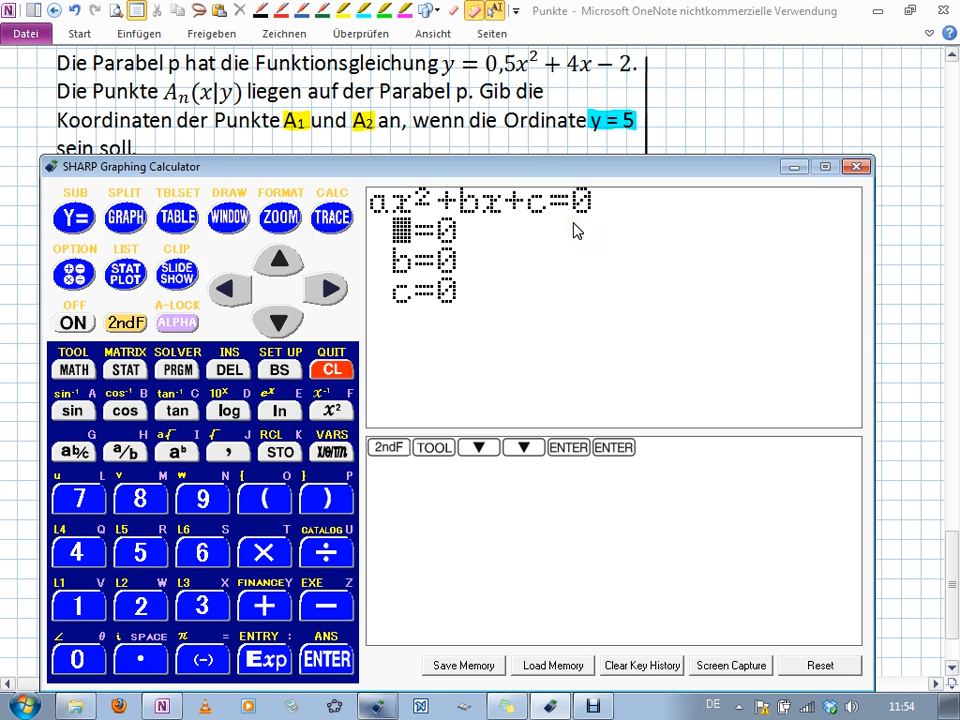 Punkte - Microsoft OneNote nichtkommerzielle Verwendung
Datei Start Einfügen Freigeben Zeichnen Überprüfen Ansicht Seiten
Die Parabel p hat die Funktionsgleichung y = 0,5x² + 4x − 2.
Die Punkte Aₙ(x|y) liegen auf der Parabel p. Gib die
Koordinaten der Punkte A₁ und A₂ an, wenn die Ordinate y = 5
sein soll.
SHARP Graphing Calculator
SUB SPLIT TBLSET DRAW FORMAT CALC
Y= GRAPH TABLE WINDOW ZOOM TRACE
OPTION LIST CLIP
STAT PLOT SLIDE SHOW
OFF A-LOCK
ON 2ndF ALPHA
TOOL MATRIX SOLVER INS SET UP QUIT
MATH STAT PRGM DEL BS CL
sin⁻¹ A cos⁻¹ B tan⁻¹ C 10ˣ D eˣ E x⁻¹ F
sin cos tan log ln x²
G H a√ I √ J RCL K VARS
ab/c a/b aᵇ , STO X/θ/T/n
u L v M w N { O } P
7 8 9 ( )
L4 Q L5 R L6 S T CATALOG U
4 5 6 × ÷
L1 V L2 W L3 X FINANCE Y EXE Z
1 2 3 + −
∠ θ i SPACE π = ENTRY : ANS
0 • (−) Exp ENTER
ax²+bx+c=0
=0
b=0
c=0
2ndF TOOL ▼ ▼ ENTER ENTER
Save Memory Load Memory Clear Key History Screen Capture Reset
DE 11:54